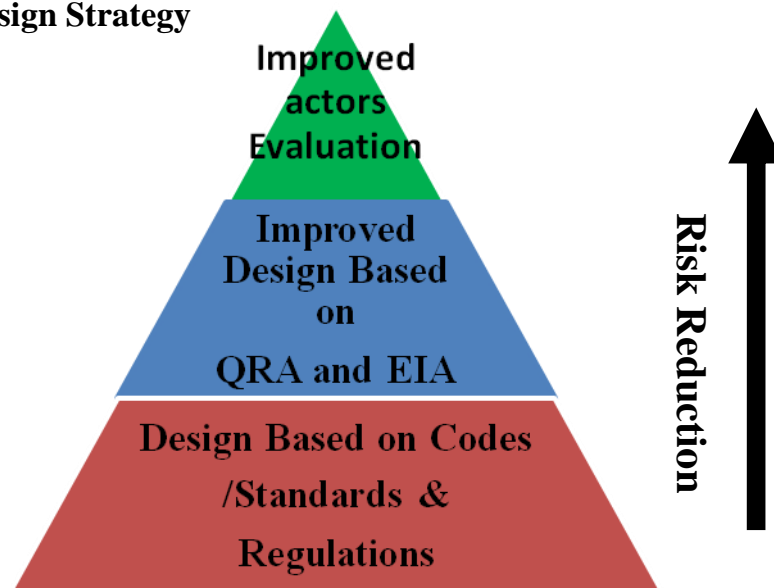 sign Strategy
Improved
actors
Evaluation
Improved
Design Based
on
QRA and EIA
Design Based on Codes
/Standards &
Regulations
Risk Reduction